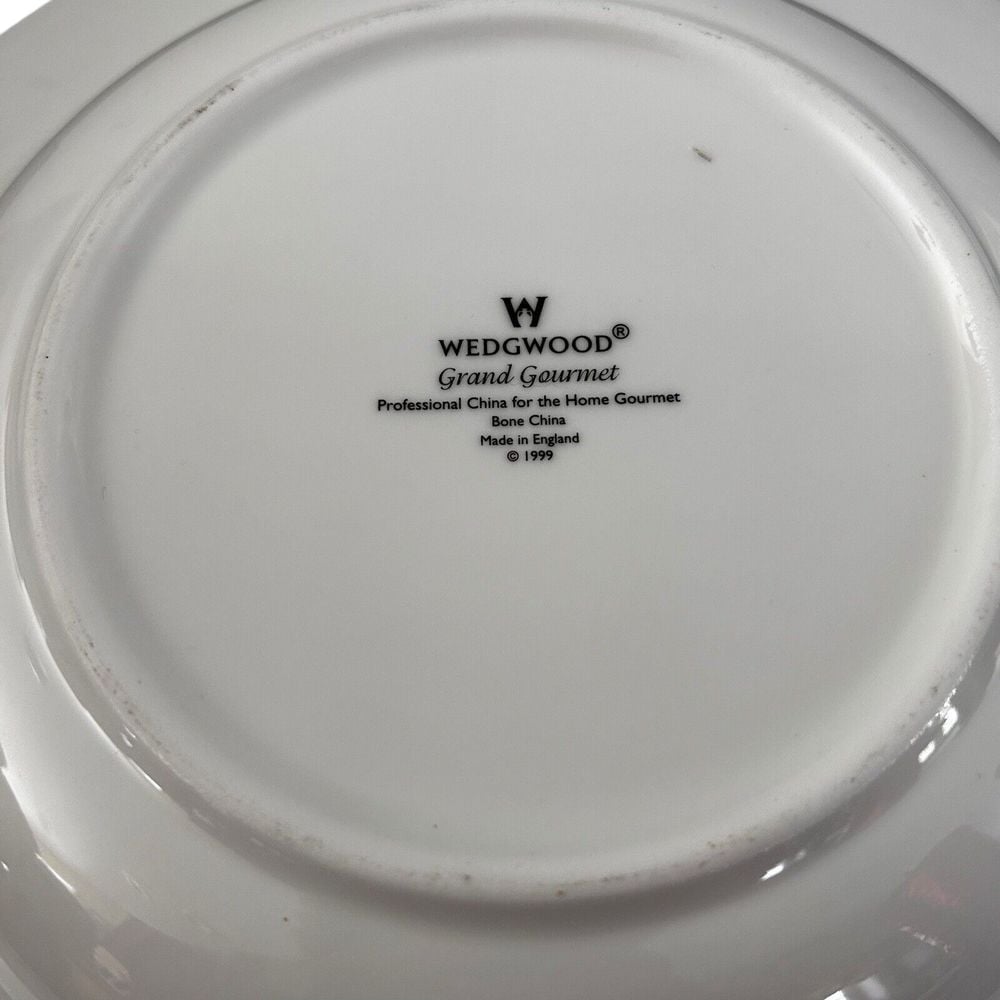 W
WEDGWOOD®
Grand Gourmet
Professional China for the Home Gourmet
Bone China
Made in England
© 1999